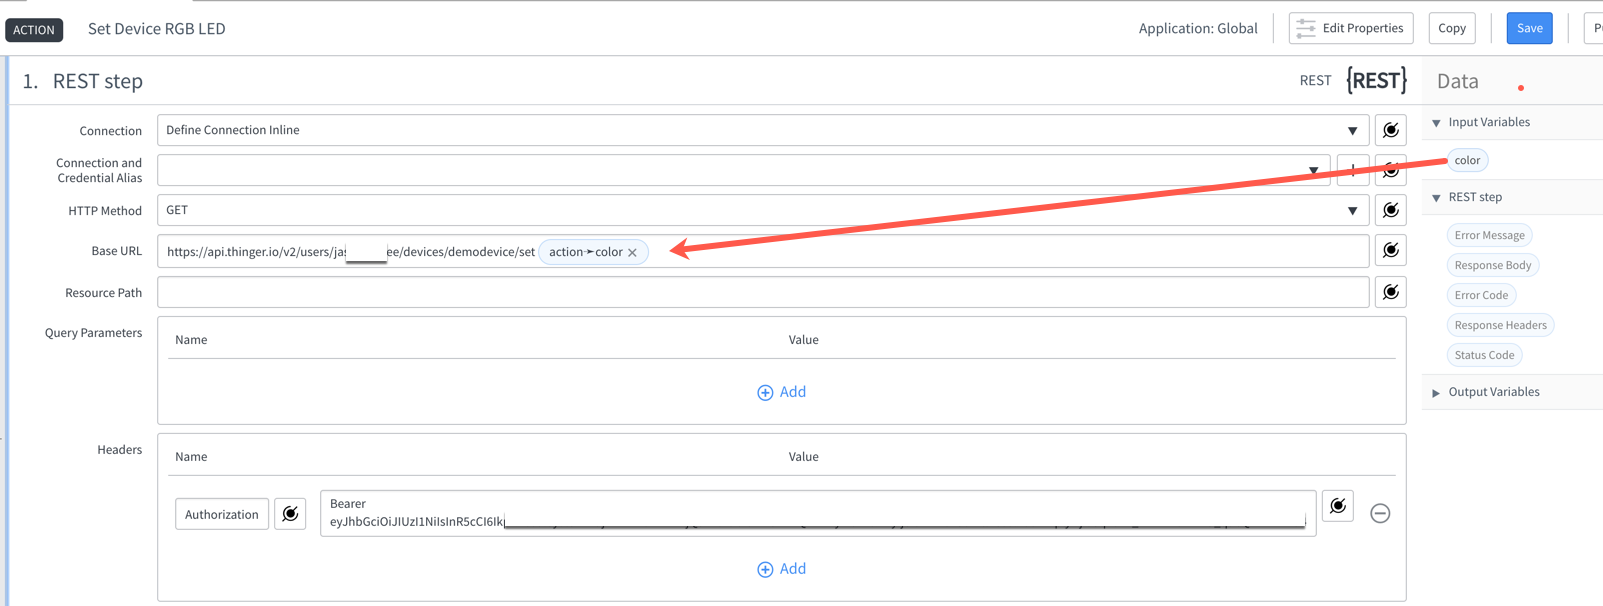 ACTION Set Device RGB LED Application: Global Edit Properties Copy Save
1. REST step REST {REST} Data
Connection Define Connection Inline Input Variables
Connection and
Credential Alias color
HTTP Method GET REST step
Base URL https://api.thinger.io/v2/users/jas ee/devices/demodevice/set action➛color × Error Message
Response Body
Resource Path Error Code
Query Parameters Name Value Response Headers
Status Code
Add Output Variables
Headers Name Value
Authorization Bearer
eyJhbGciOiJIUzI1NiIsInR5cCI6Ik
Add